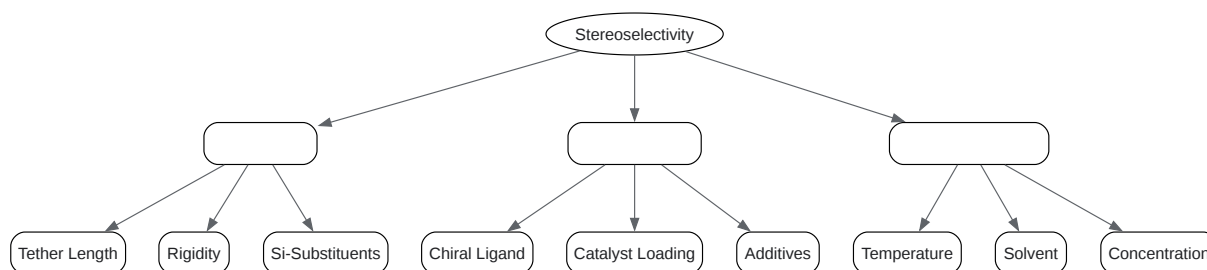 Stereoselectivity
Tether Length
Rigidity
Si-Substituents
Chiral Ligand
Catalyst Loading
Additives
Temperature
Solvent
Concentration